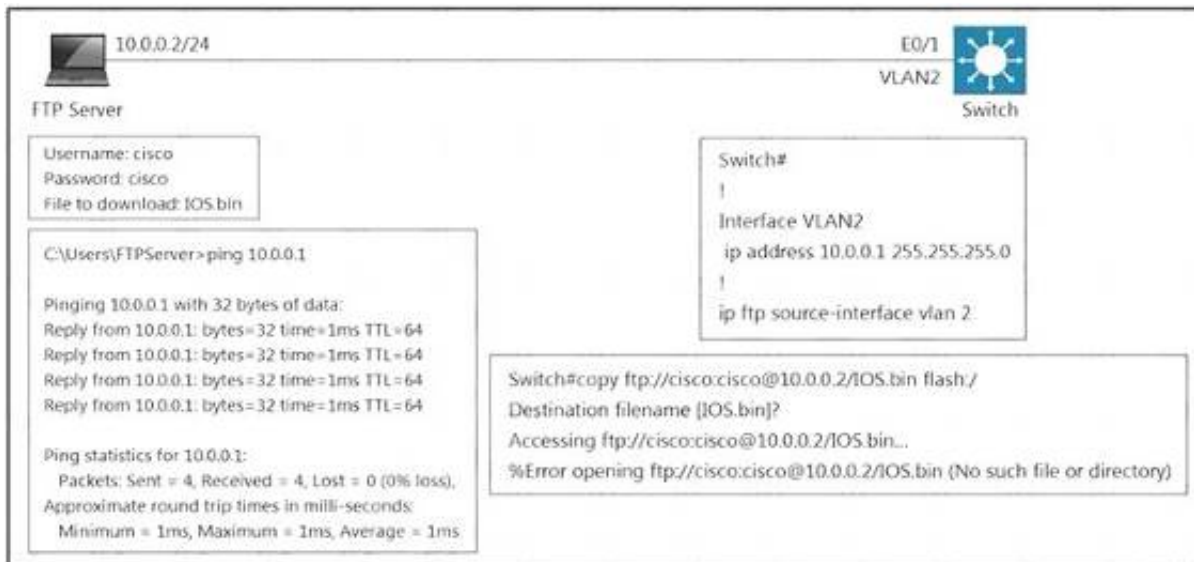 10.0.0.2/24
E0/1
VLAN2
FTP Server
Switch
Username: cisco
Password: cisco
File to download: IOS.bin
C:\Users\FTPServer>ping 10.0.0.1
Pinging 10.0.0.1 with 32 bytes of data:
Reply from 10.0.0.1: bytes=32 time=1ms TTL=64
Reply from 10.0.0.1: bytes=32 time=1ms TTL=64
Reply from 10.0.0.1: bytes=32 time=1ms TTL=64
Reply from 10.0.0.1: bytes=32 time=1ms TTL=64
Ping statistics for 10.0.0.1:
Packets: Sent = 4, Received = 4, Lost = 0 (0% loss),
Approximate round trip times in milli-seconds:
Minimum = 1ms, Maximum = 1ms, Average = 1ms
Switch#
!
Interface VLAN2
ip address 10.0.0.1 255.255.255.0
!
ip ftp source-interface vlan 2
Switch#copy ftp://cisco:cisco@10.0.0.2/IOS.bin flash:/
Destination filename [IOS.bin]?
Accessing ftp://cisco:cisco@10.0.0.2/IOS.bin...
%Error opening ftp://cisco:cisco@10.0.0.2/IOS.bin (No such file or directory)